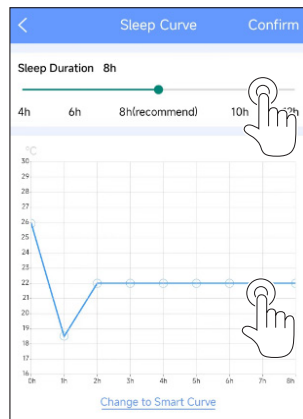 Sleep Curve Confirm
Sleep Duration 8h
4h 6h 8h(recommend) 10h 12h
°C
30
29
28
27
26
25
24
23
22
21
20
19
18
17
16
0h 1h 2h 3h 4h 5h 6h 7h 8h
Change to Smart Curve